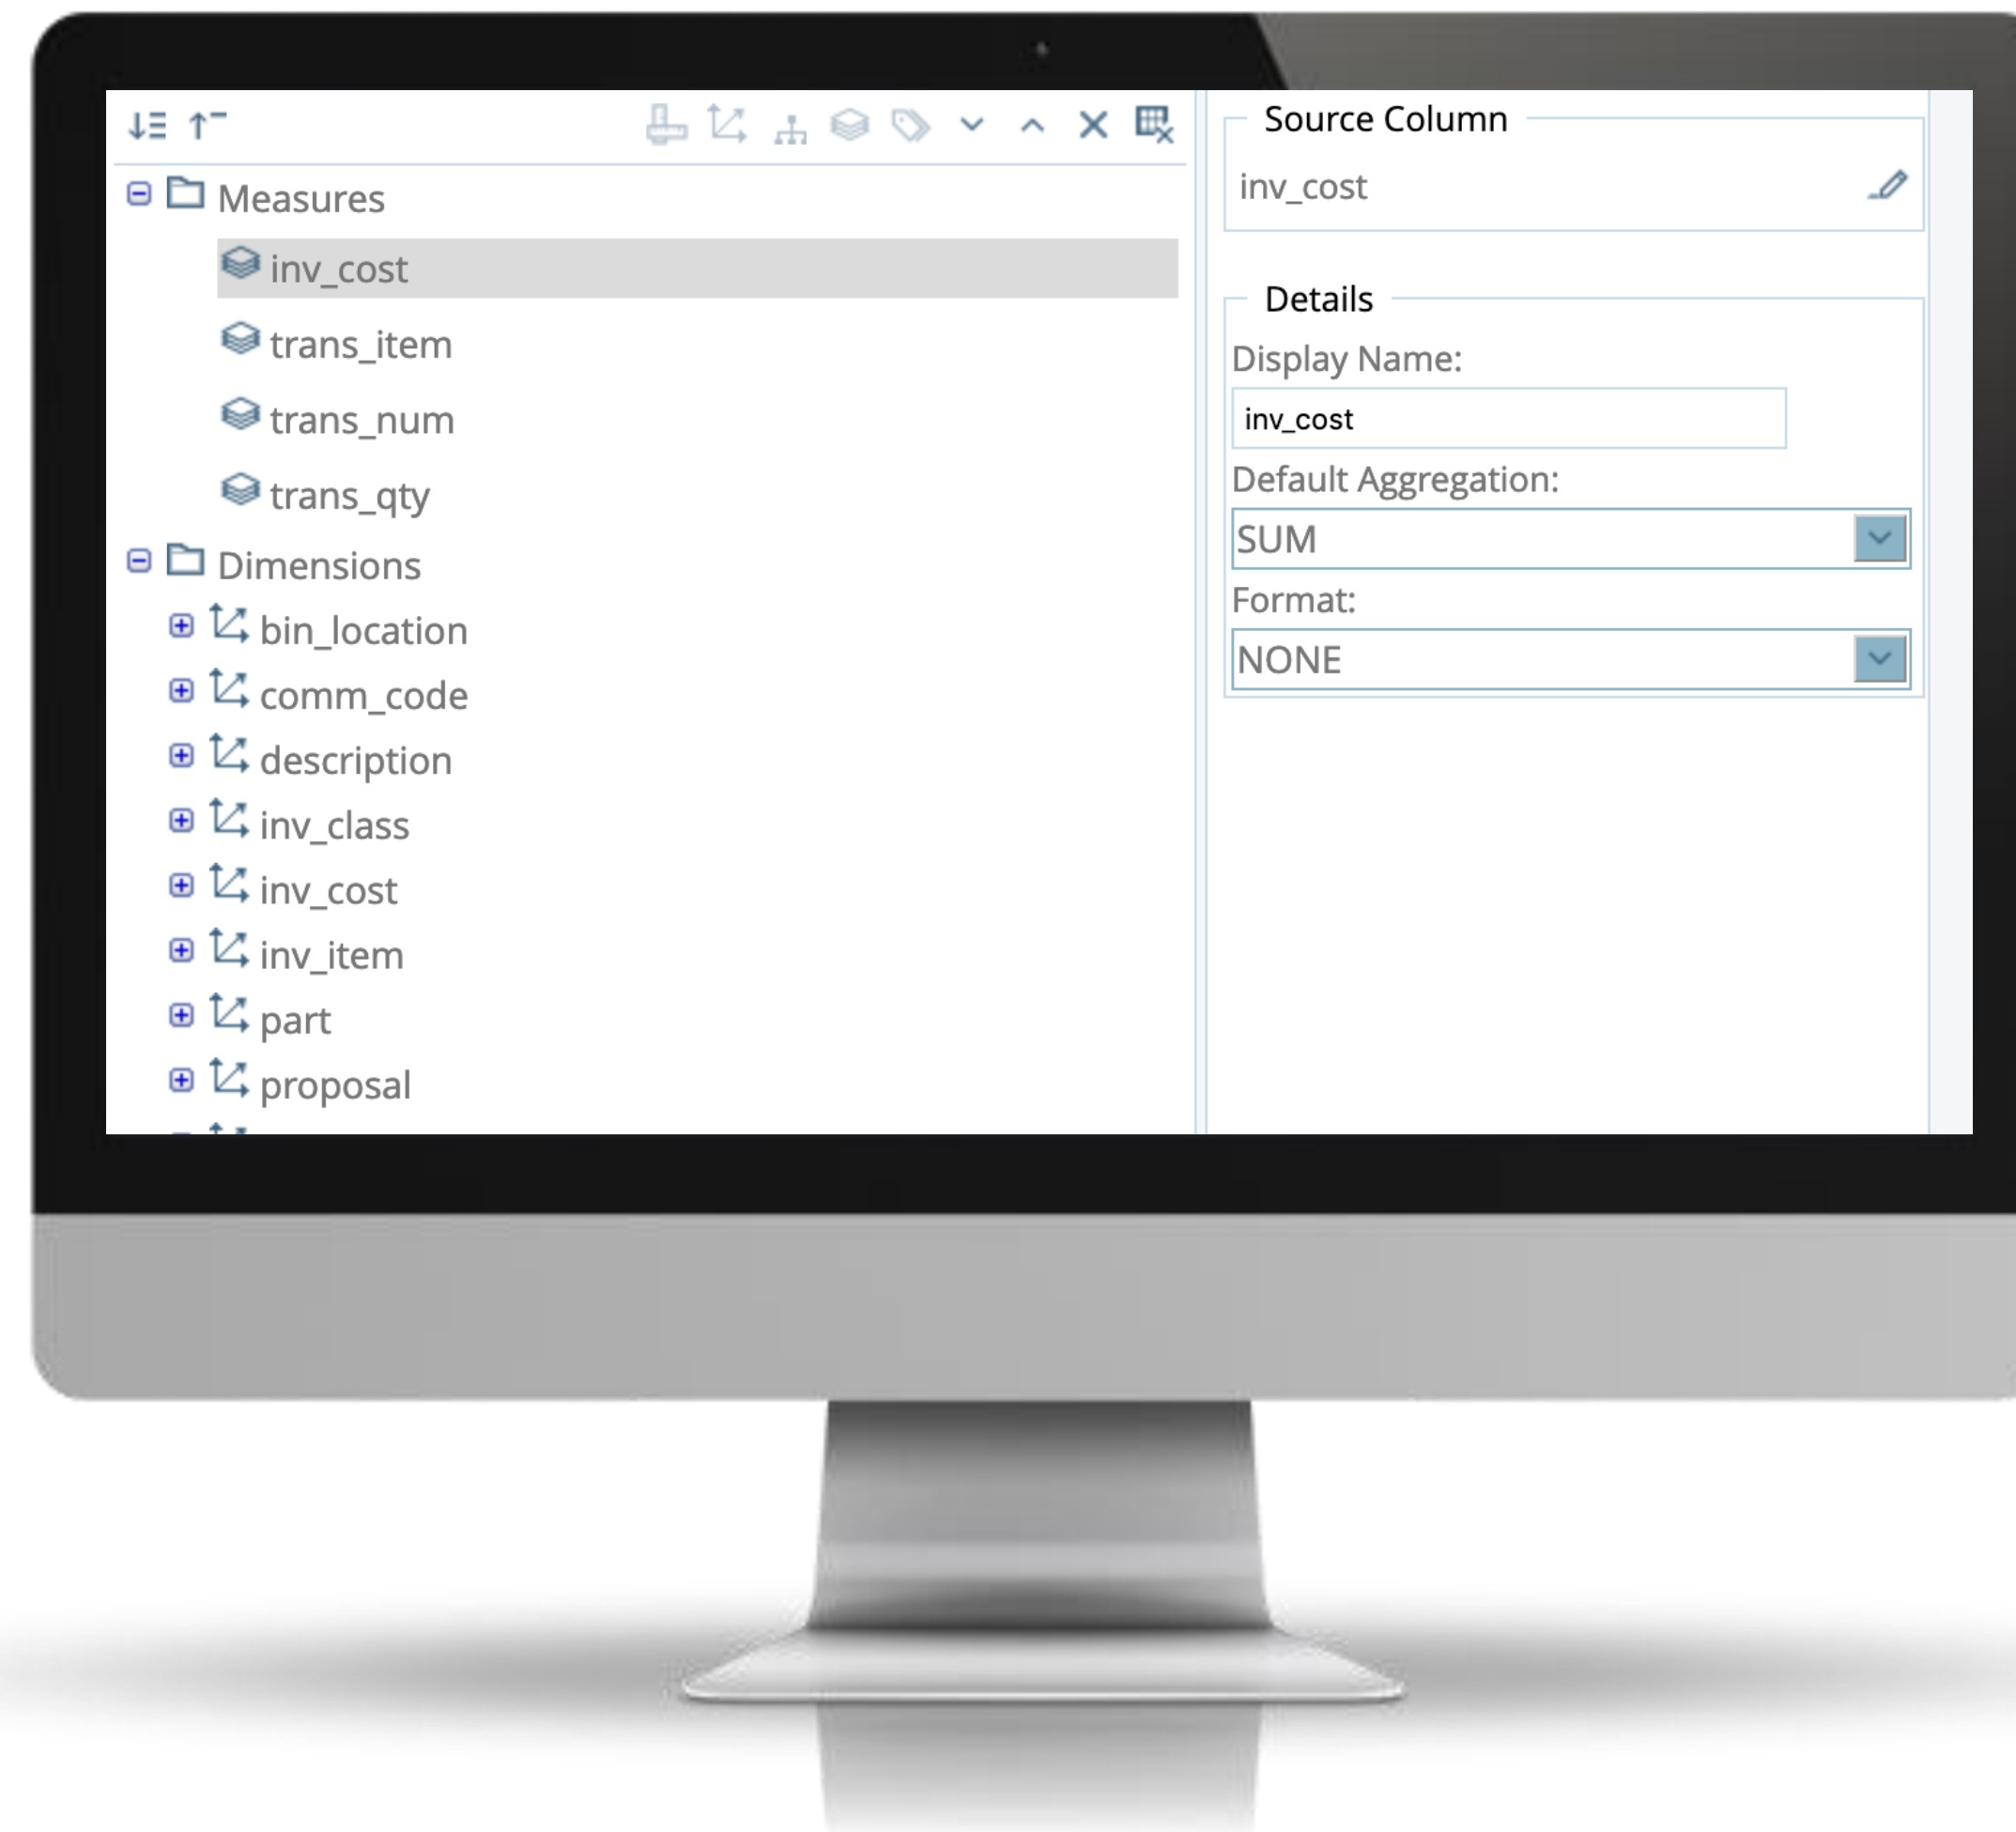 Measures
inv_cost
trans_item
trans_num
trans_qty
Dimensions
bin_location
comm_code
description
inv_class
inv_cost
inv_item
part
proposal
Source Column
inv_cost
Details
Display Name:
inv_cost
Default Aggregation:
SUM
Format:
NONE